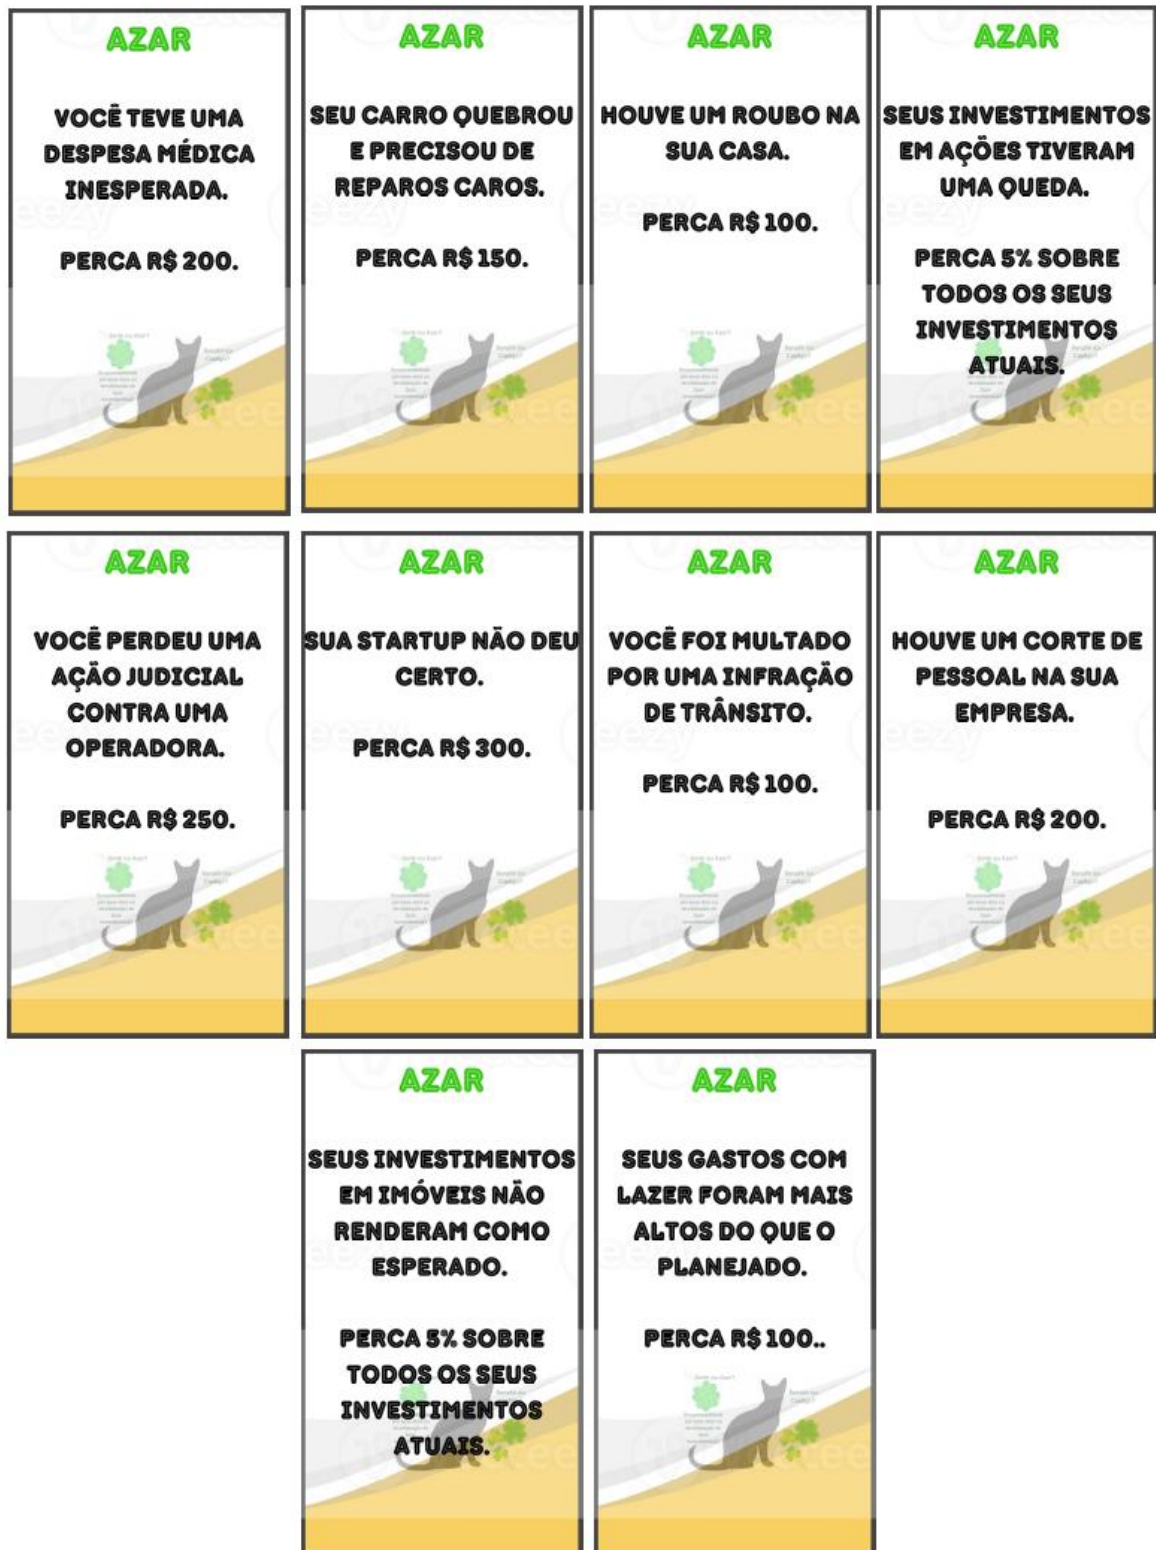 AZAR
VOCÊ TEVE UMA
DESPESA MÉDICA
INESPERADA.
PERCA R$ 200.
AZAR
SEU CARRO QUEBROU
E PRECISOU DE
REPAROS CAROS.
PERCA R$ 150.
AZAR
HOUVE UM ROUBO NA
SUA CASA.
PERCA R$ 100.
AZAR
SEUS INVESTIMENTOS
EM AÇÕES TIVERAM
UMA QUEDA.
PERCA 5% SOBRE
TODOS OS SEUS
INVESTIMENTOS
ATUAIS.
AZAR
VOCÊ PERDEU UMA
AÇÃO JUDICIAL
CONTRA UMA
OPERADORA.
PERCA R$ 250.
AZAR
SUA STARTUP NÃO DEU
CERTO.
PERCA R$ 300.
AZAR
VOCÊ FOI MULTADO
POR UMA INFRAÇÃO
DE TRÂNSITO.
PERCA R$ 100.
AZAR
HOUVE UM CORTE DE
PESSOAL NA SUA
EMPRESA.
PERCA R$ 200.
AZAR
SEUS INVESTIMENTOS
EM IMÓVEIS NÃO
RENDERAM COMO
ESPERADO.
PERCA 5% SOBRE
TODOS OS SEUS
INVESTIMENTOS
ATUAIS.
AZAR
SEUS GASTOS COM
LAZER FORAM MAIS
ALTOS DO QUE O
PLANEJADO.
PERCA R$ 100..